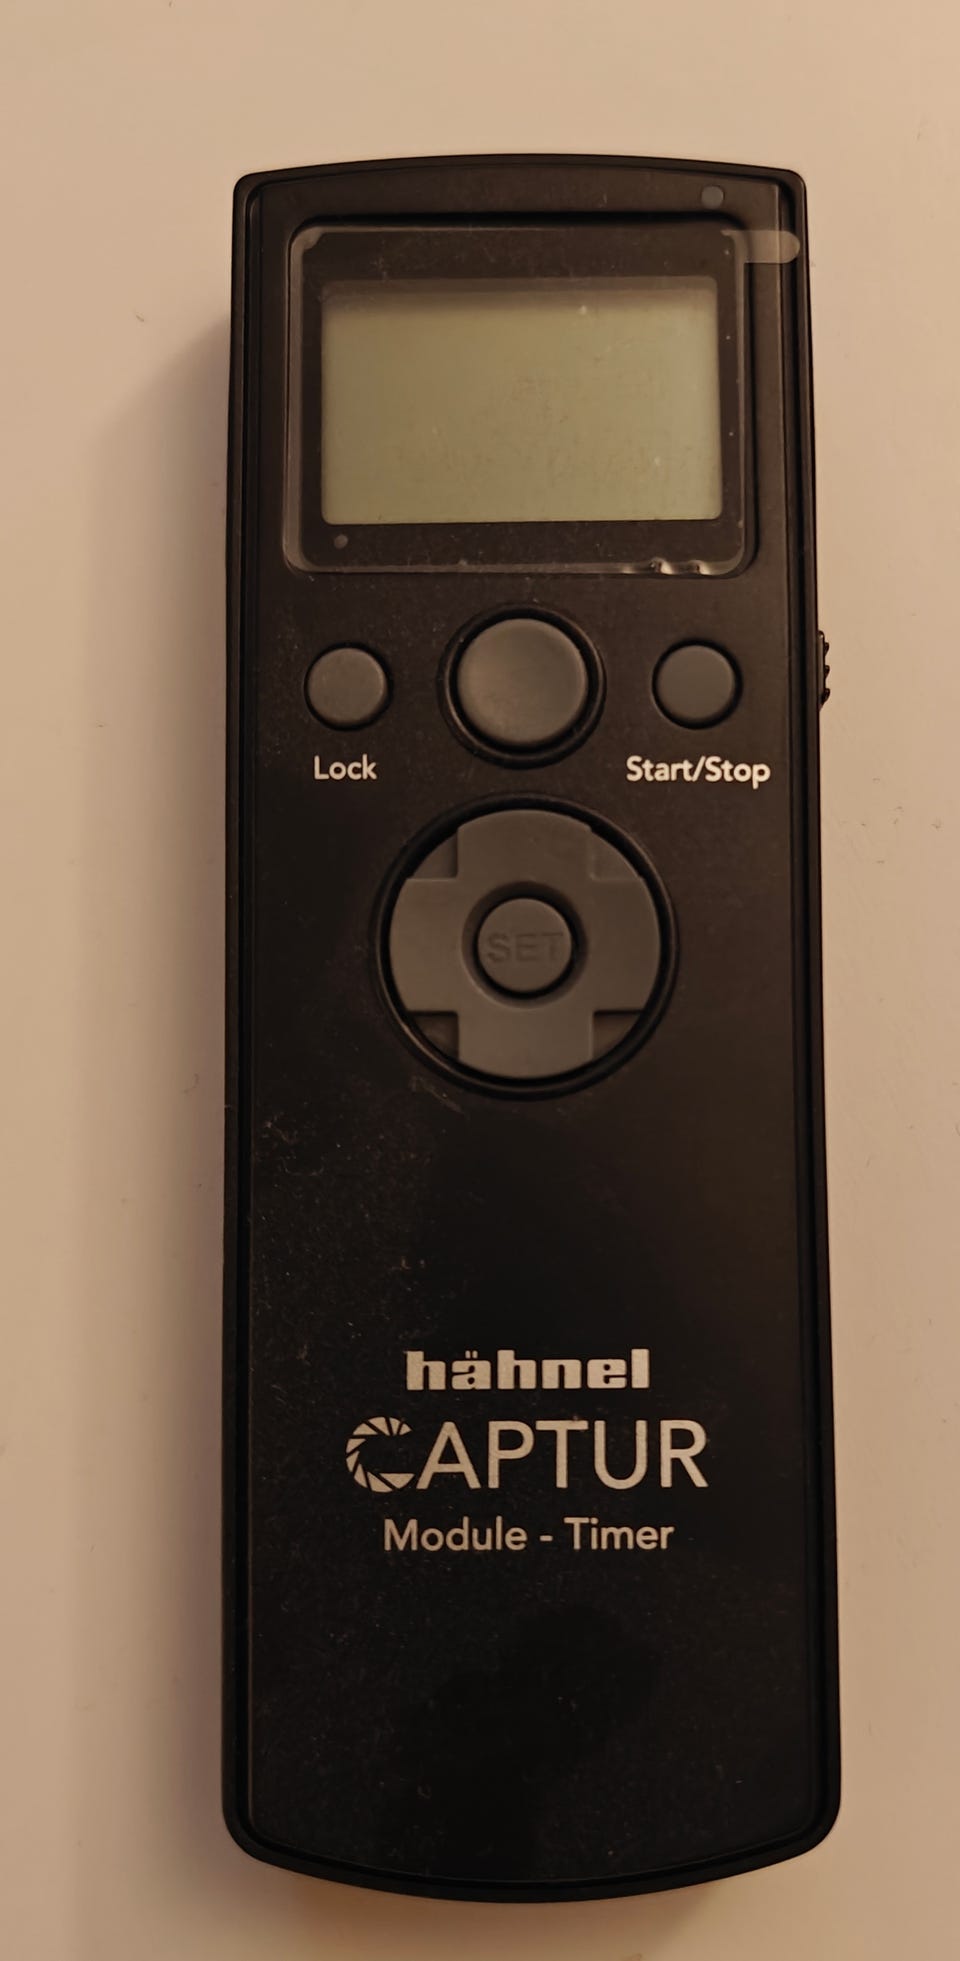 Lock
Start/Stop
SET
hähnel
CAPTUR
Module - Timer